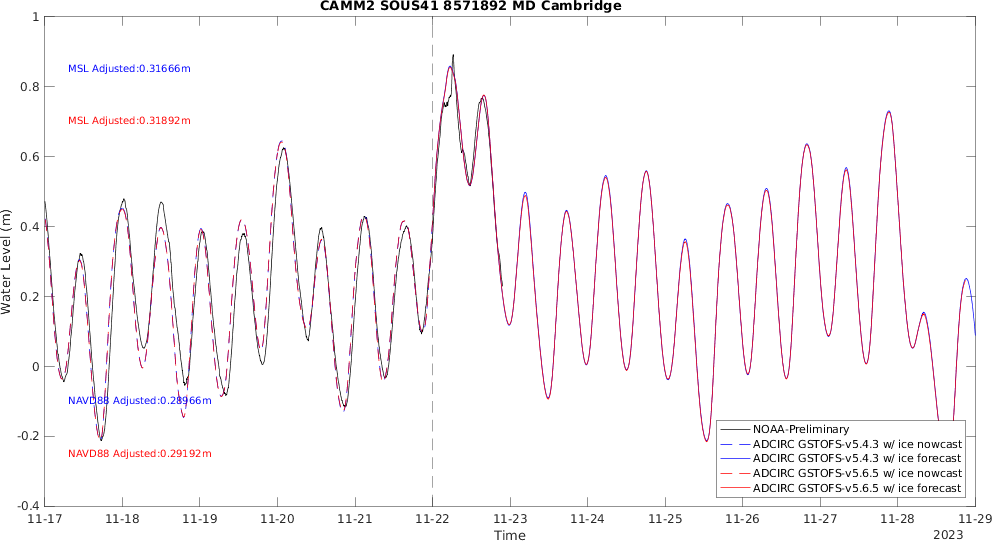 CAMM2 SOUS41 8571892 MD Cambridge
1
0.8
0.6
0.4
0.2
0
-0.2
-0.4
Water Level (m)
MSL Adjusted:0.31666m
MSL Adjusted:0.31892m
NAVD88 Adjusted:0.28966m
NAVD88 Adjusted:0.29192m
NOAA-Preliminary
ADCIRC GSTOFS-v5.4.3 w/ ice nowcast
ADCIRC GSTOFS-v5.4.3 w/ ice forecast
ADCIRC GSTOFS-v5.6.5 w/ ice nowcast
ADCIRC GSTOFS-v5.6.5 w/ ice forecast
11-17 11-18 11-19 11-20 11-21 11-22 11-23 11-24 11-25 11-26 11-27 11-28 11-29
Time
2023